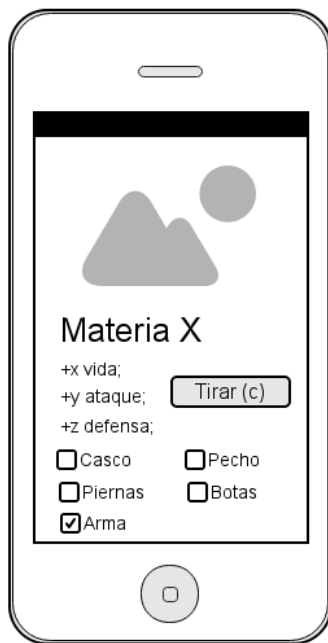 Materia X
+x vida;
+y ataque;
Tirar (c)
+z defensa;
Casco
Pecho
Piernas
Botas
Arma